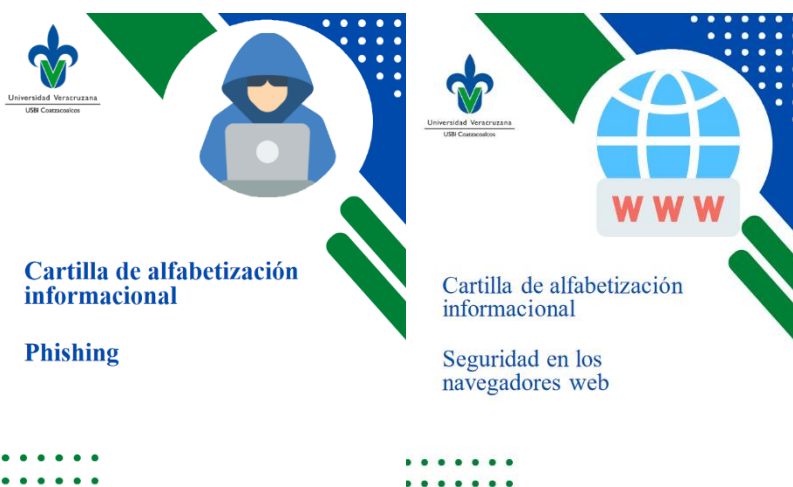 Universidad Veracruzana
USBI Coatzacoalcos
Cartilla de alfabetización
informacional
Phishing
Universidad Veracruzana
USBI Coatzacoalcos
WWW
Cartilla de alfabetización
informacional
Seguridad en los
navegadores web